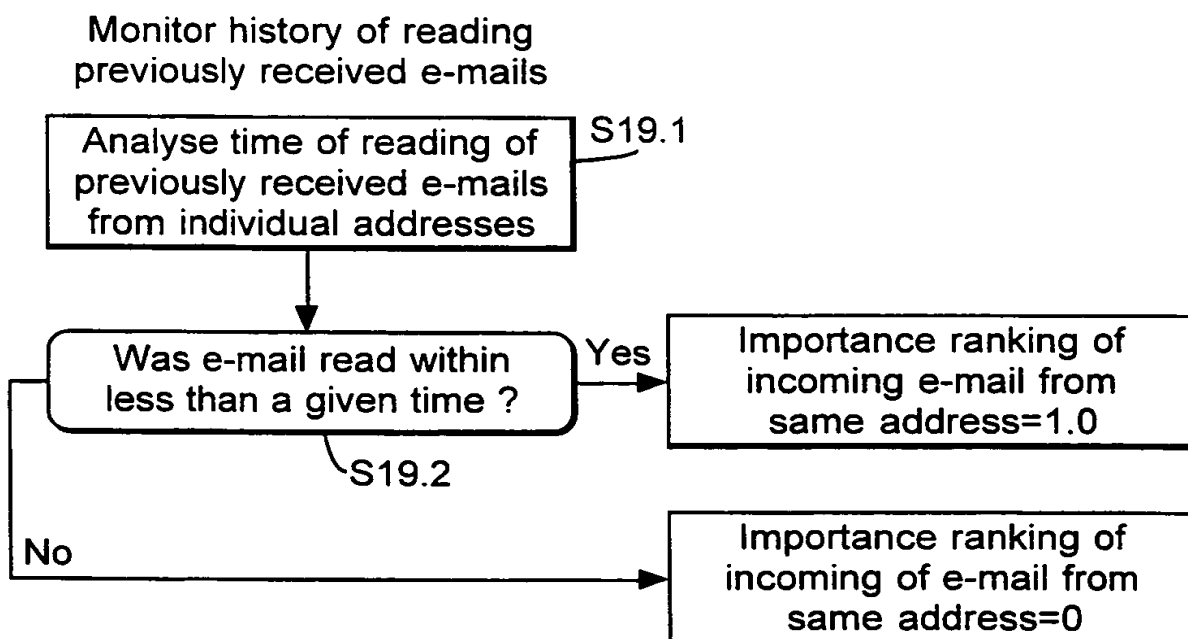 Monitor history of reading
previously received e-mails
S19.1
Analyse time of reading of
previously received e-mails
from individual addresses
Was e-mail read within
less than a given time ?
Yes
Importance ranking of
incoming e-mail from
same address=1.0
S19.2
No
Importance ranking of
incoming of e-mail from
same address=0